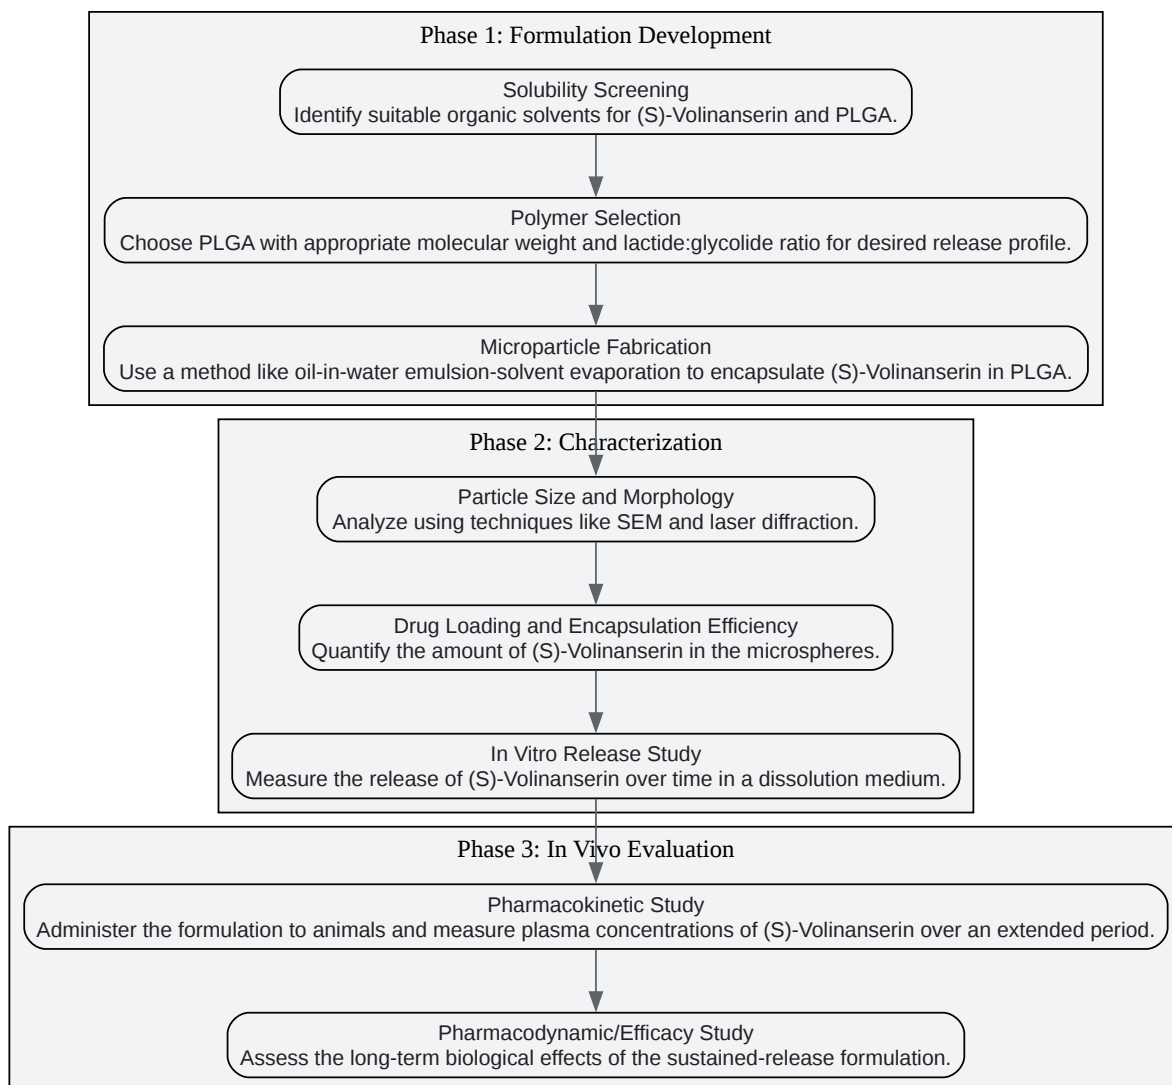 Phase 1: Formulation Development
Solubility Screening
Identify suitable organic solvents for (S)-Volinanserin and PLGA.
Polymer Selection
Choose PLGA with appropriate molecular weight and lactide:glycolide ratio for desired release profile.
Microparticle Fabrication
Use a method like oil-in-water emulsion-solvent evaporation to encapsulate (S)-Volinanserin in PLGA.
Phase 2: Characterization
Particle Size and Morphology
Analyze using techniques like SEM and laser diffraction.
Drug Loading and Encapsulation Efficiency
Quantify the amount of (S)-Volinanserin in the microspheres.
In Vitro Release Study
Measure the release of (S)-Volinanserin over time in a dissolution medium.
Phase 3: In Vivo Evaluation
Pharmacokinetic Study
Administer the formulation to animals and measure plasma concentrations of (S)-Volinanserin over an extended period.
Pharmacodynamic/Efficacy Study
Assess the long-term biological effects of the sustained-release formulation.